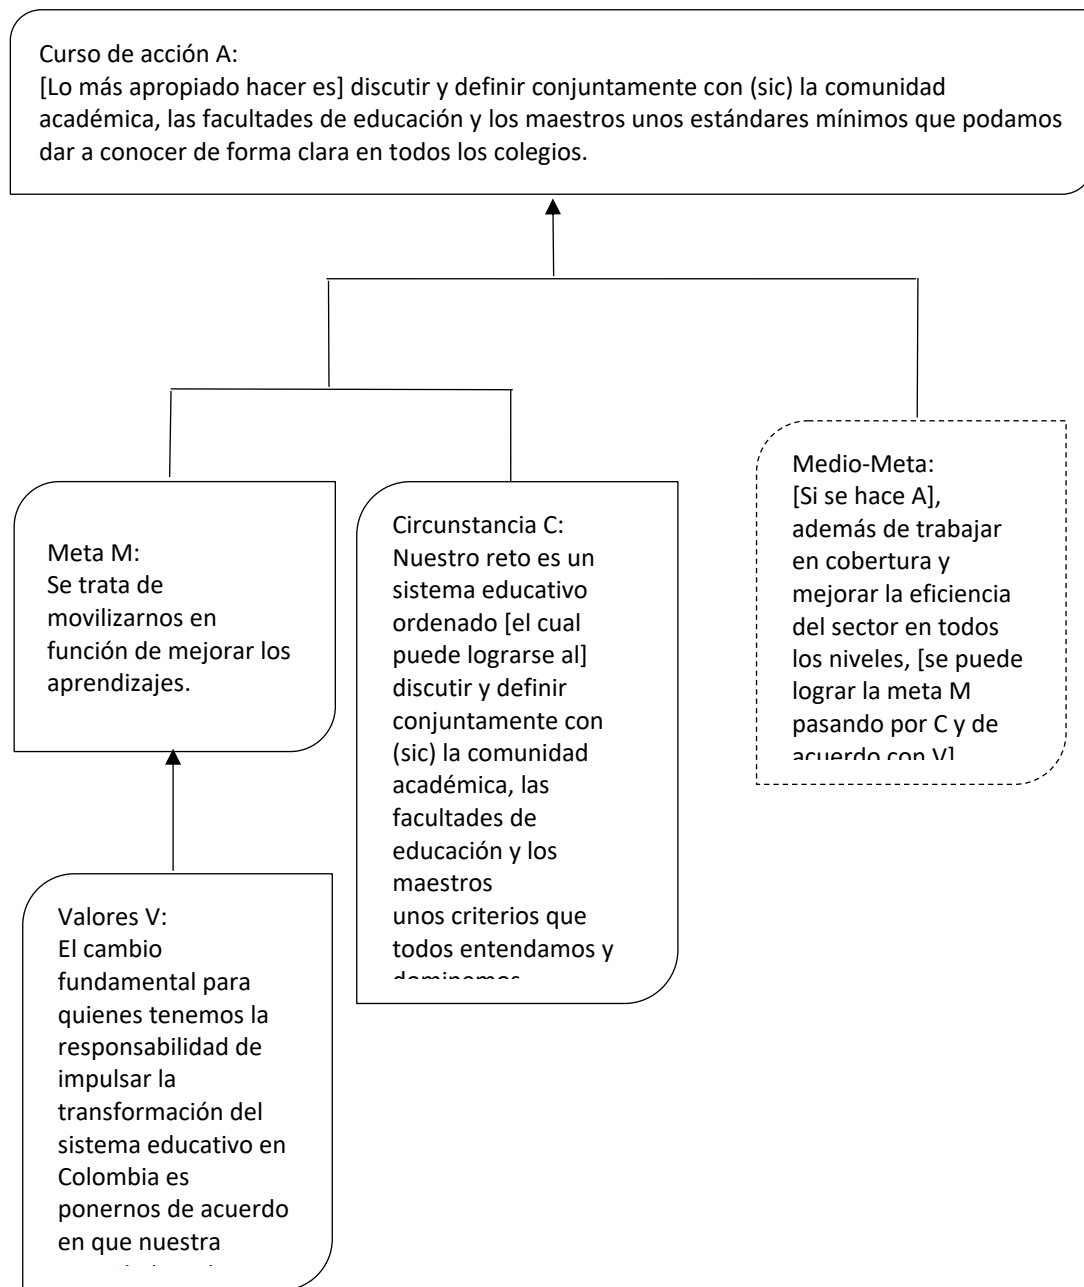 Curso de acción A:
[Lo más apropiado hacer es] discutir y definir conjuntamente con (sic) la comunidad
académica, las facultades de educación y los maestros unos estándares mínimos que podamos
dar a conocer de forma clara en todos los colegios.
Meta M:
Se trata de
movilizarnos en
función de mejorar los
aprendizajes.
Circunstancia C:
Nuestro reto es un
sistema educativo
ordenado [el cual
puede lograrse al]
discutir y definir
conjuntamente con
(sic) la comunidad
académica, las
facultades de
educación y los
maestros
unos criterios que
todos entendamos y
dominemos
Medio-Meta:
[Si se hace A],
además de trabajar
en cobertura y
mejorar la eficiencia
del sector en todos
los niveles, [se puede
lograr la meta M
pasando por C y de
acuerdo con V]
Valores V:
El cambio
fundamental para
quienes tenemos la
responsabilidad de
impulsar la
transformación del
sistema educativo en
Colombia es
ponernos de acuerdo
en que nuestra